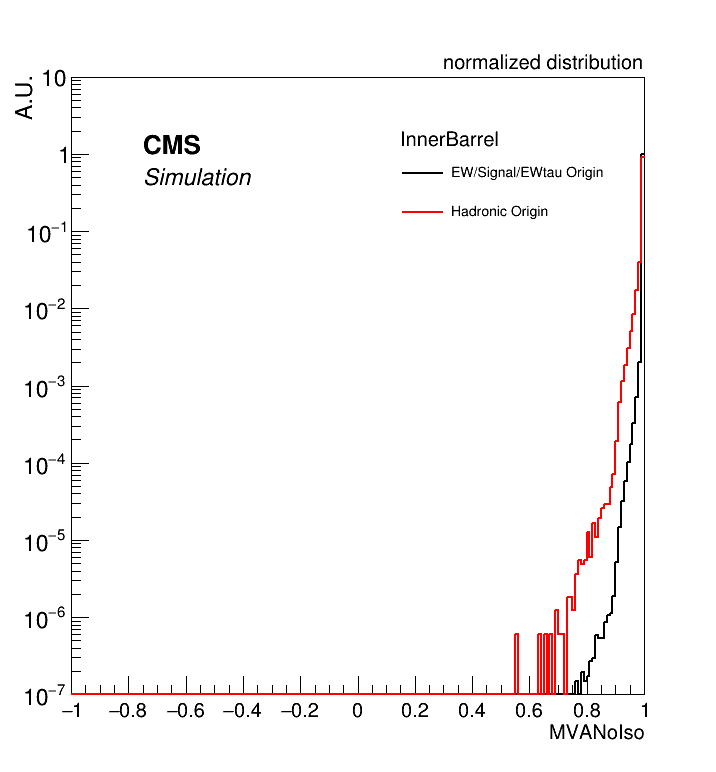 normalized distribution
A.U.
10
CMS
Simulation
InnerBarrel
EW/Signal/EWtau Origin
Hadronic Origin
1
10⁻¹
10⁻²
10⁻³
10⁻⁴
10⁻⁵
10⁻⁶
10⁻⁷
−1 −0.8 −0.6 −0.4 −0.2 0 0.2 0.4 0.6 0.8 1
MVANoIso